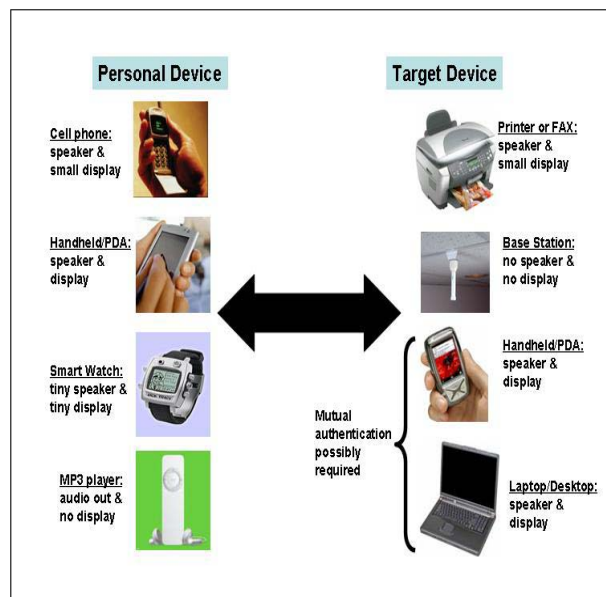 Personal Device
Cell phone:
speaker &
small display
Handheld/PDA:
speaker &
display
Smart Watch:
tiny speaker &
tiny display
MP3 player:
audio out &
no display
Target Device
Printer or FAX:
speaker &
small display
Base Station:
no speaker &
no display
Handheld/PDA:
speaker &
display
Mutual
authentication
possibly
required
Laptop/Desktop:
speaker &
display